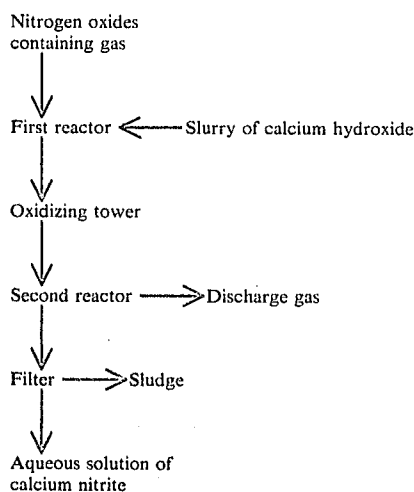 Nitrogen oxides
containing gas
First reactor
Slurry of calcium hydroxide
Oxidizing tower
Second reactor
Discharge gas
Filter
Sludge
Aqueous solution of
calcium nitrite